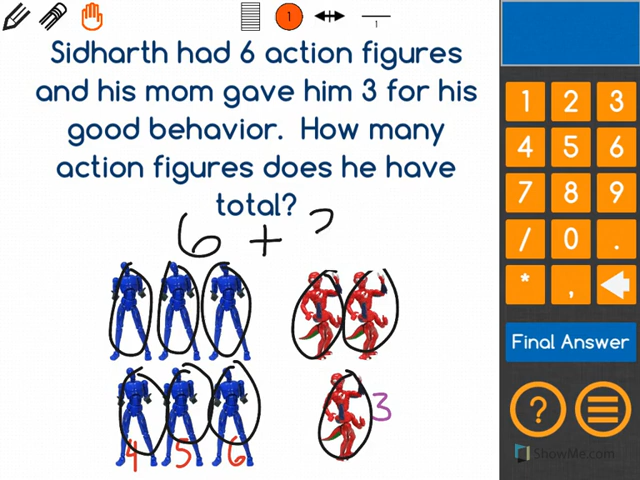 1
1
Sidharth had 6 action figures
and his mom gave him 3 for his
good behavior. How many
action figures does he have
total?
6 +
3
4 5 6
1 2 3
4 5 6
7 8 9
/ 0 .
* ,
Final Answer
?
ShowMe.com